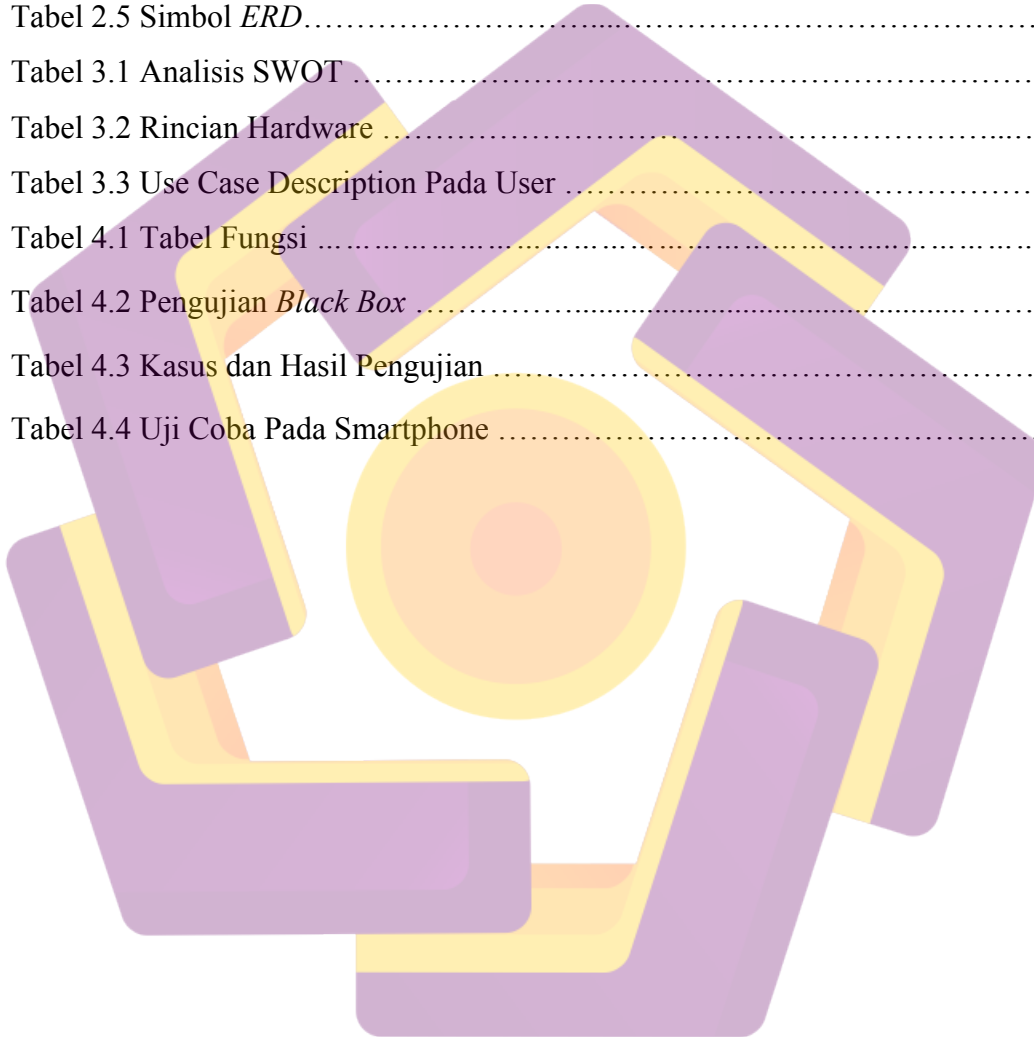 Tabel 2.5 Simbol ERD……………………………………………………...
Tabel 3.1 Analisis SWOT ……………………………………………………
Tabel 3.2 Rincian Hardware …………………………………………………...
Tabel 3.3 Use Case Description Pada User ……………………………………
Tabel 4.1 Tabel Fungsi ... ... ... ... ... ... ... ... ... ... ... ... ... ... ... ... ...
Tabel 4.2 Pengujian Black Box ………….................................................. …...
Tabel 4.3 Kasus dan Hasil Pengujian …………………………………………
Tabel 4.4 Uji Coba Pada Smartphone …………………………………………